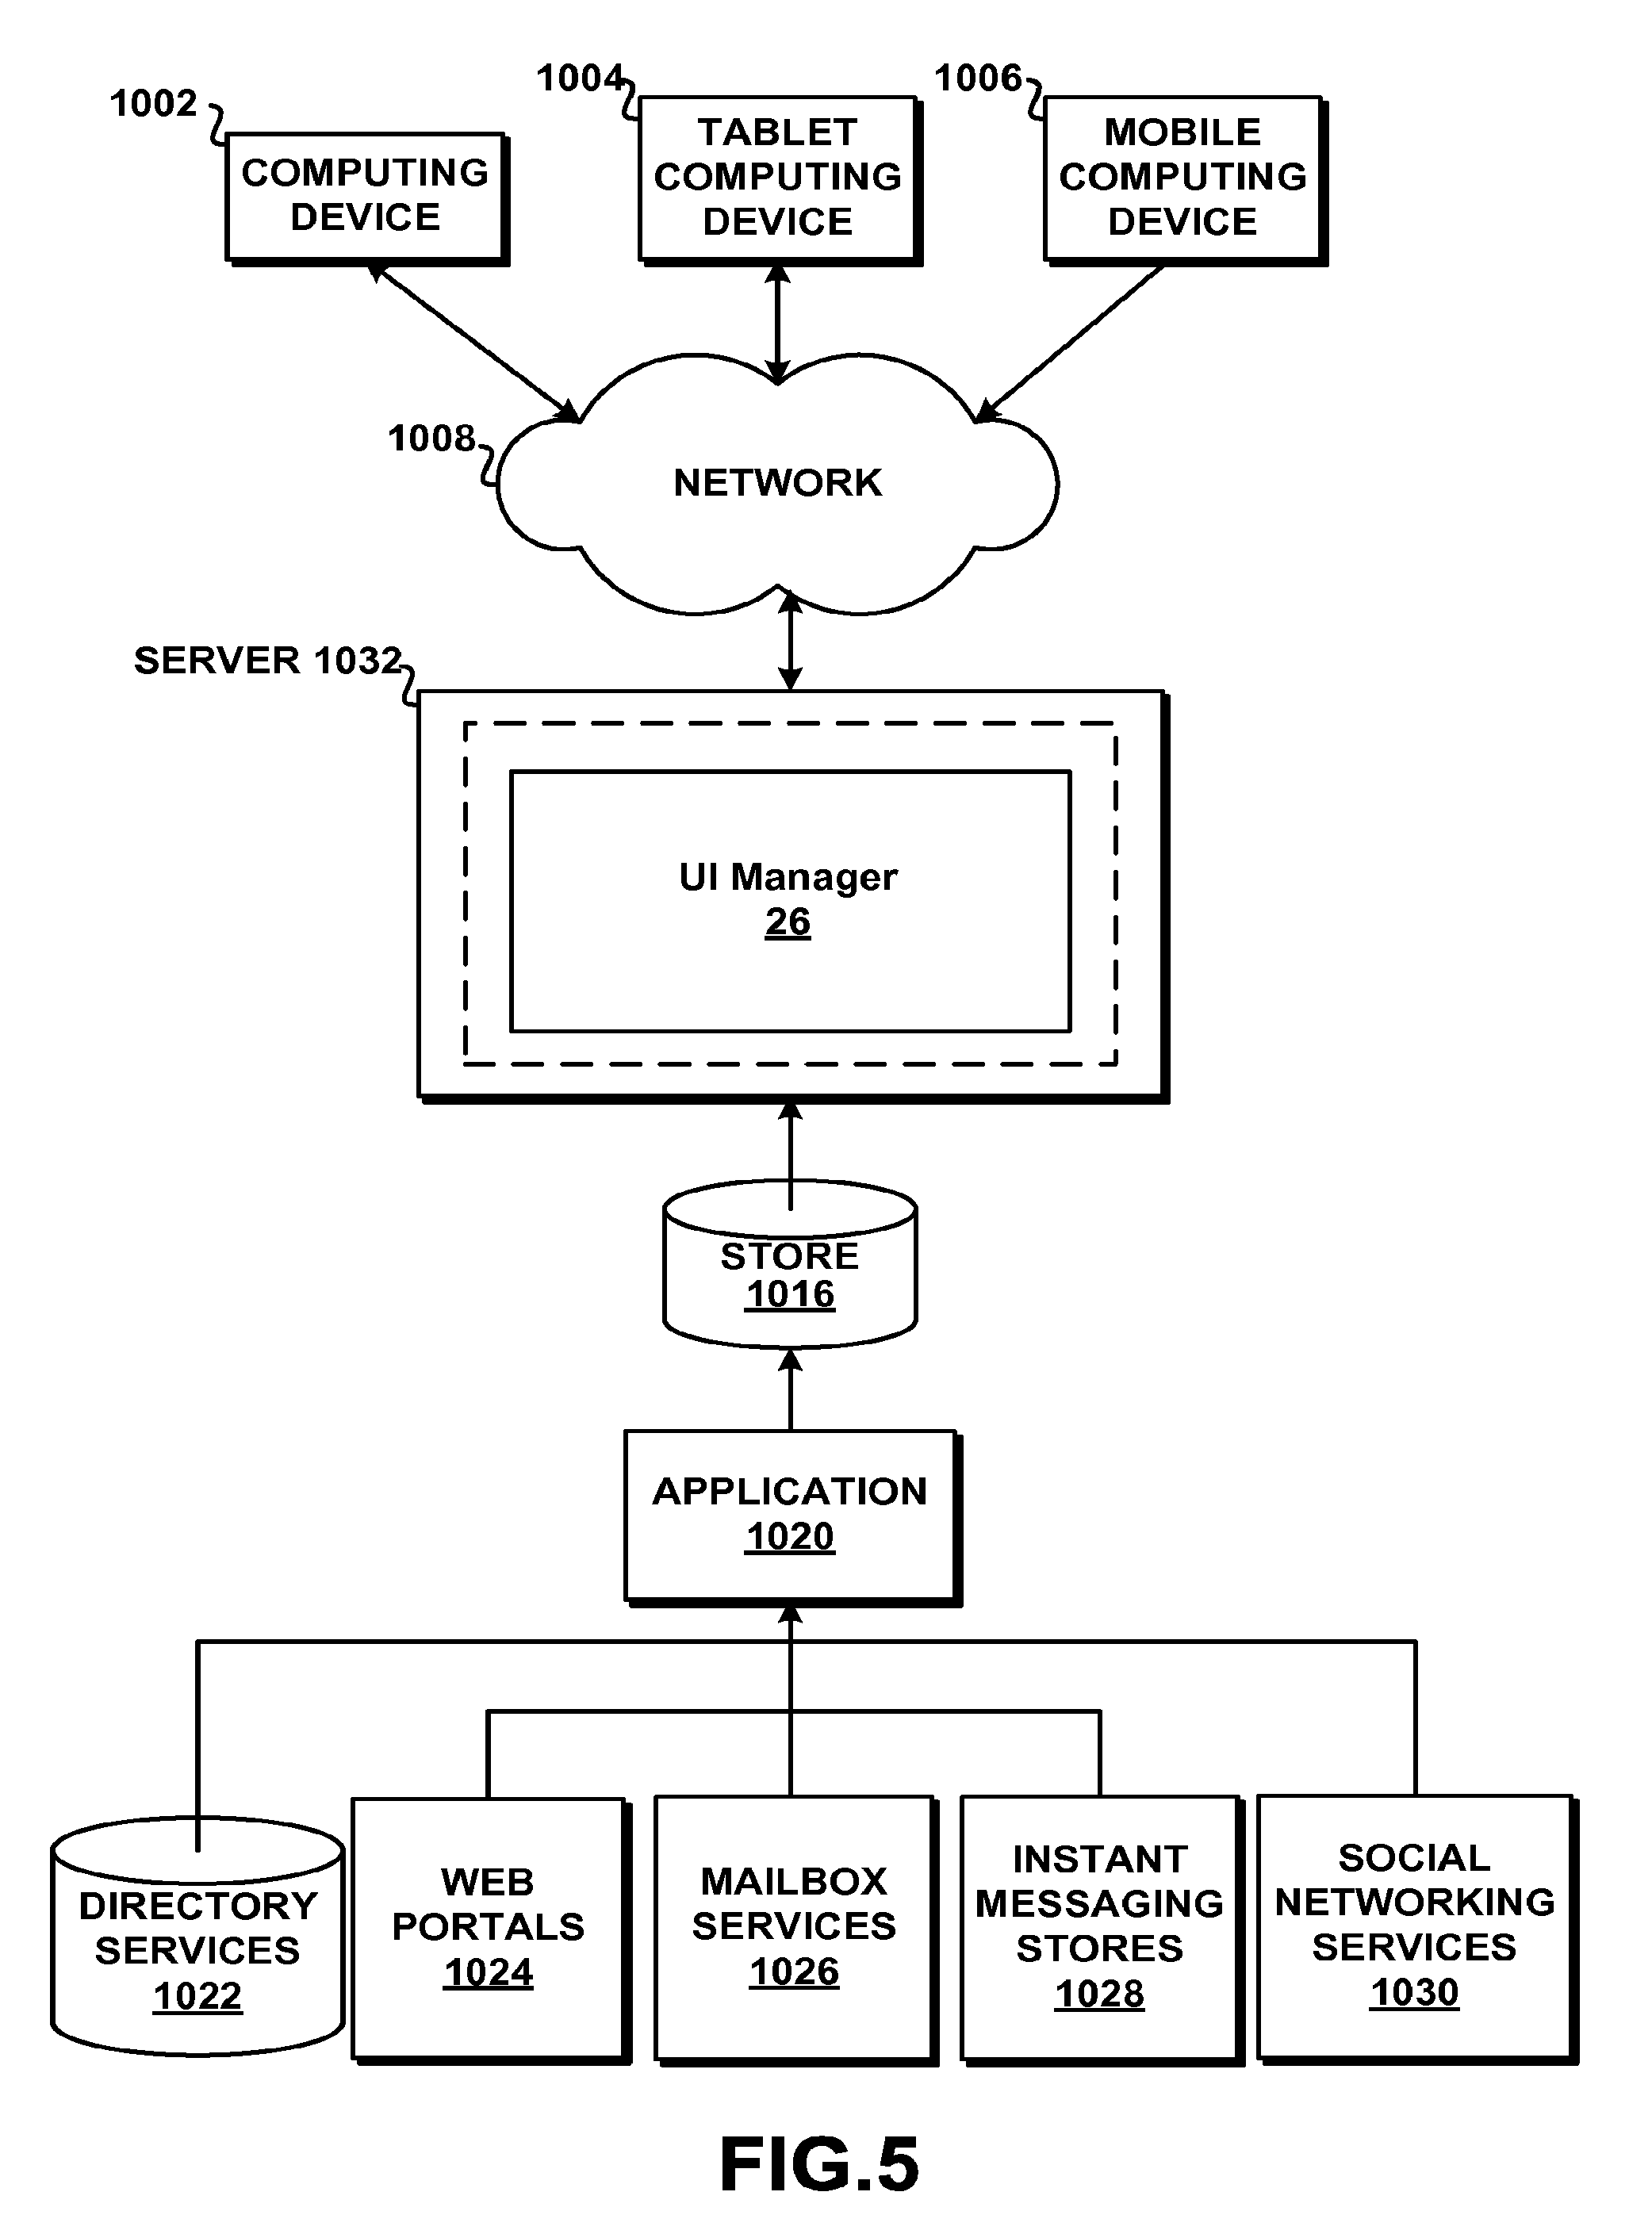 1002
1004
1006
COMPUTING
DEVICE
TABLET
COMPUTING
DEVICE
MOBILE
COMPUTING
DEVICE
1008
NETWORK
SERVER 1032
UI Manager
26
STORE
1016
APPLICATION
1020
DIRECTORY
SERVICES
1022
WEB
PORTALS
1024
MAILBOX
SERVICES
1026
INSTANT
MESSAGING
STORES
1028
SOCIAL
NETWORKING
SERVICES
1030
FIG.5